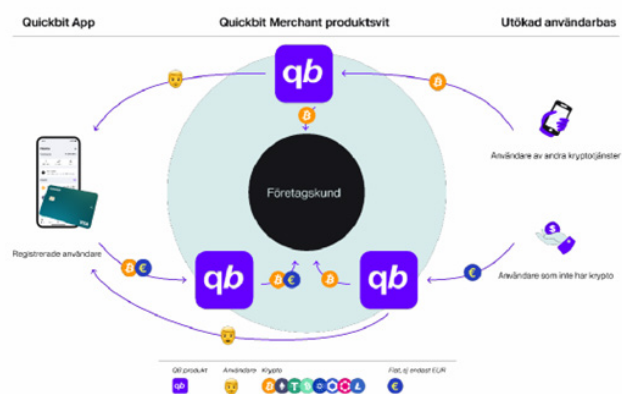 Quickbit App
Quickbit Merchant produktsvit
Utökad användarbas
qb
Användare av andra kryptotjänster
Företagskund
Registrerade användare
qb
qb
Användare som inte har krypto
QB produkt
Användare
Krypto
Fiat, ej endast EUR
qb